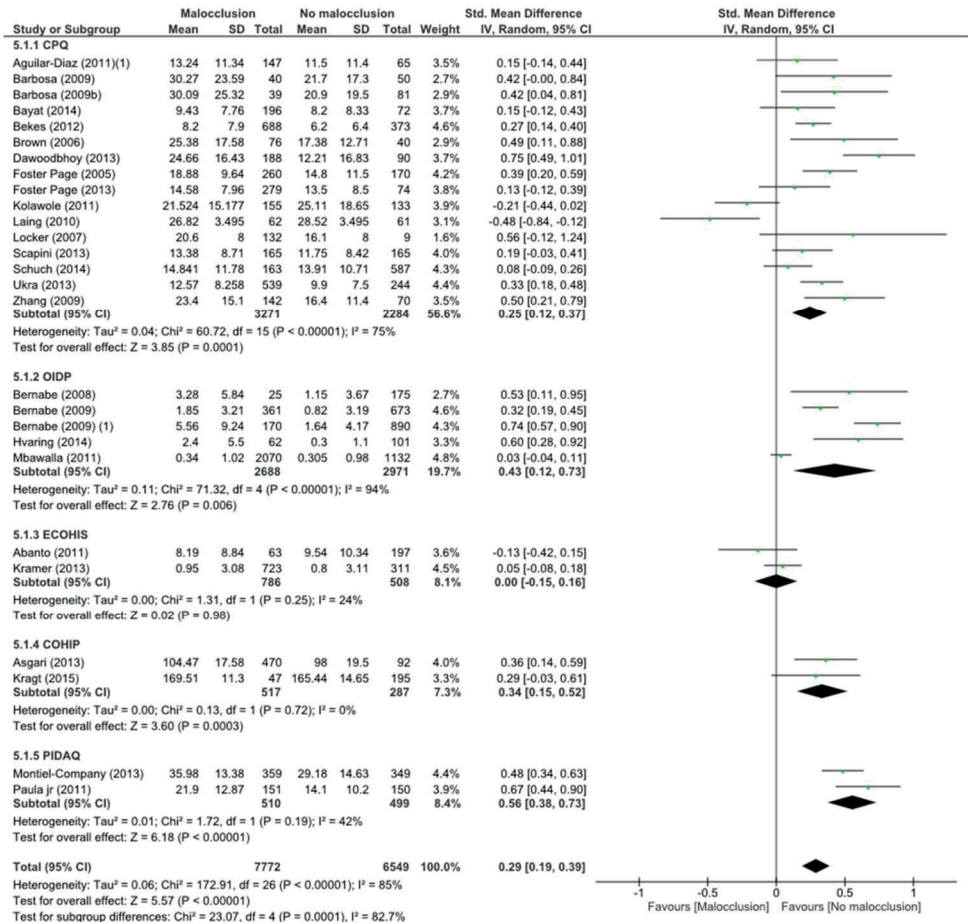 Malocclusion No malocclusion Std. Mean Difference Std. Mean Difference
Study or Subgroup Mean SD Total Mean SD Total Weight IV, Random, 95% CI IV, Random, 95% CI
5.1.1 CPQ
Aguilar-Diaz (2011)(1) 13.24 11.34 147 11.5 11.4 65 3.5% 0.15 [-0.14, 0.44]
Barbosa (2009) 30.27 23.59 40 21.7 17.3 50 2.6% 0.42 [-0.00, 0.84]
Barbosa (2009b) 30.09 25.32 39 20.9 19.5 81 2.8% 0.42 [0.04, 0.81]
Bayat (2014) 9.43 7.76 196 8.2 8.33 72 3.6% 0.15 [-0.12, 0.43]
Bekes (2012) 8.2 7.9 688 6.2 6.4 373 4.6% 0.27 [0.14, 0.40]
Brown (2006) 25.38 17.58 76 17.38 12.71 40 2.9% 0.49 [0.11, 0.88]
Dawoodbhoy (2013) 24.66 16.43 188 12.21 16.83 90 3.7% 0.75 [0.49, 1.01]
Foster Page (2005) 18.88 9.64 260 14.8 11.5 170 4.2% 0.39 [0.20, 0.59]
Foster Page (2013) 14.58 7.96 279 13.5 8.5 74 3.8% 0.13 [-0.12, 0.39]
Kolawole (2011) 21.524 15.177 155 25.11 18.65 133 3.9% -0.21 [-0.44, 0.02]
Laing (2010) 26.82 3.495 62 28.52 3.495 61 3.1% -0.48 [-0.84, -0.12]
Locker (2007) 20.6 8 132 16.1 8 9 1.6% 0.56 [-0.12, 1.24]
Scapini (2013) 13.38 8.71 165 11.75 8.42 165 4.1% 0.19 [-0.03, 0.41]
Schuch (2014) 14.841 11.78 163 13.91 10.71 587 4.3% 0.08 [-0.09, 0.26]
Ukra (2013) 12.57 8.258 539 9.9 7.5 244 4.4% 0.33 [0.18, 0.48]
Zhang (2009) 23.4 15.1 142 16.4 11.4 70 3.5% 0.50 [0.21, 0.79]
Subtotal (95% CI) 3271 2284 56.6% 0.25 [0.12, 0.37]
Heterogeneity: Tau² = 0.04; Chi² = 60.72, df = 15 (P < 0.00001); I² = 75%
Test for overall effect: Z = 3.85 (P = 0.0001)
5.1.2 OIDP
Bernabe (2008) 3.28 5.84 25 1.15 3.67 175 2.7% 0.53 [0.11, 0.95]
Bernabe (2009) 1.85 3.21 361 0.82 3.19 673 4.6% 0.32 [0.19, 0.45]
Bernabe (2009) (1) 5.56 9.24 170 1.64 4.17 890 4.3% 0.74 [0.57, 0.90]
Hvaring (2014) 2.4 5.5 62 0.3 1.1 101 3.3% 0.60 [0.28, 0.92]
Mbawalla (2011) 0.34 1.02 2070 0.305 0.98 1132 4.8% 0.03 [-0.04, 0.11]
Subtotal (95% CI) 2688 2971 19.7% 0.43 [0.12, 0.73]
Heterogeneity: Tau² = 0.11; Chi² = 71.32, df = 4 (P < 0.00001); I² = 94%
Test for overall effect: Z = 2.76 (P = 0.006)
5.1.3 ECOHIS
Abanto (2011) 8.19 8.84 63 9.54 10.34 197 3.6% -0.13 [-0.42, 0.15]
Kramer (2013) 0.95 3.08 723 0.8 3.11 311 4.5% 0.05 [-0.08, 0.18]
Subtotal (95% CI) 786 508 8.1% 0.00 [-0.15, 0.16]
Heterogeneity: Tau² = 0.00; Chi² = 1.31, df = 1 (P = 0.25); I² = 24%
Test for overall effect: Z = 0.02 (P = 0.98)
5.1.4 COHIP
Asgari (2013) 104.47 17.58 470 98 19.5 92 4.0% 0.36 [0.14, 0.59]
Kragt (2015) 169.51 11.3 47 165.44 14.65 195 3.3% 0.29 [-0.03, 0.61]
Subtotal (95% CI) 517 287 7.3% 0.34 [0.15, 0.52]
Heterogeneity: Tau² = 0.00; Chi² = 0.13, df = 1 (P = 0.72); I² = 0%
Test for overall effect: Z = 3.60 (P = 0.0003)
5.1.5 PIDAQ
Montiel-Company (2013) 35.98 13.38 359 29.18 14.63 349 4.4% 0.48 [0.34, 0.63]
Paula jr (2011) 21.9 12.87 151 14.1 10.2 150 3.9% 0.67 [0.44, 0.90]
Subtotal (95% CI) 510 499 8.4% 0.56 [0.38, 0.73]
Heterogeneity: Tau² = 0.01; Chi² = 1.72, df = 1 (P = 0.19); I² = 42%
Test for overall effect: Z = 6.18 (P < 0.00001)
Total (95% CI) 7772 6549 100.0% 0.29 [0.19, 0.39]
Heterogeneity: Tau² = 0.06; Chi² = 172.91, df = 26 (P < 0.00001); I² = 85%
Test for overall effect: Z = 5.57 (P < 0.00001)
Test for subgroup differences: Chi² = 23.07, df = 4 (P = 0.0001), I² = 82.7%
-1 -0.5 0 0.5 1
Favours [Malocclusion] Favours [No malocclusion]